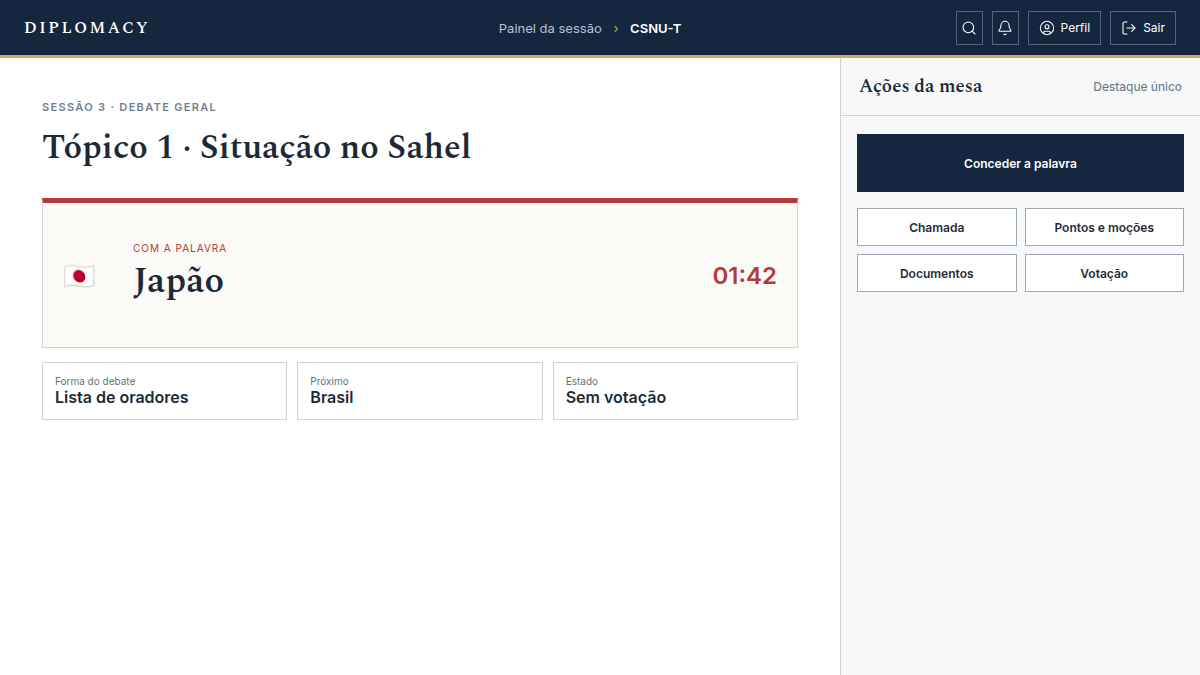 DIPLOMACY
Painel da sessão › CSNU-T
Perfil
Sair
SESSÃO 3 · DEBATE GERAL
Tópico 1 · Situação no Sahel
COM A PALAVRA
Japão
01:42
Forma do debate
Lista de oradores
Próximo
Brasil
Estado
Sem votação
Ações da mesa
Destaque único
Conceder a palavra
Chamada
Pontos e moções
Documentos
Votação